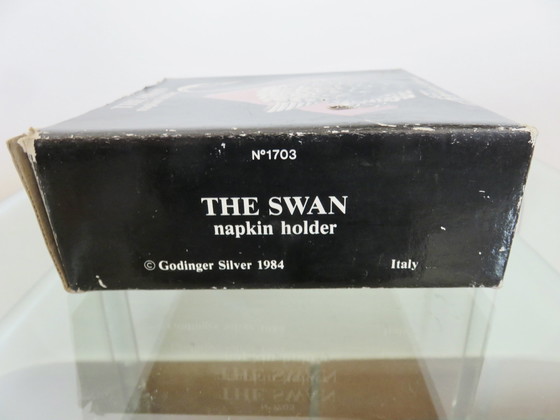 Nº1703
THE SWAN
napkin holder
© Godinger Silver 1984 Italy